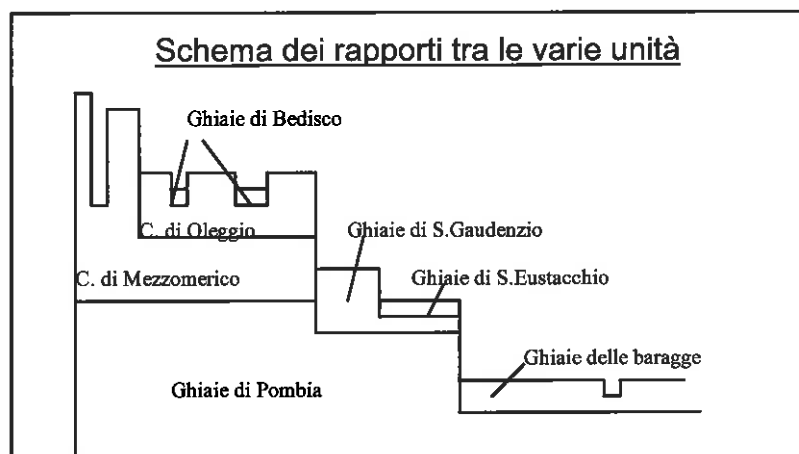 Schema dei rapporti tra le varie unità
Ghiaie di Bedisco
C. di Oleggio
Ghiaie di S.Gaudenzio
C. di Mezzomerico
Ghiaie di S.Eustacchio
Ghiaie delle baragge
Ghiaie di Pombia